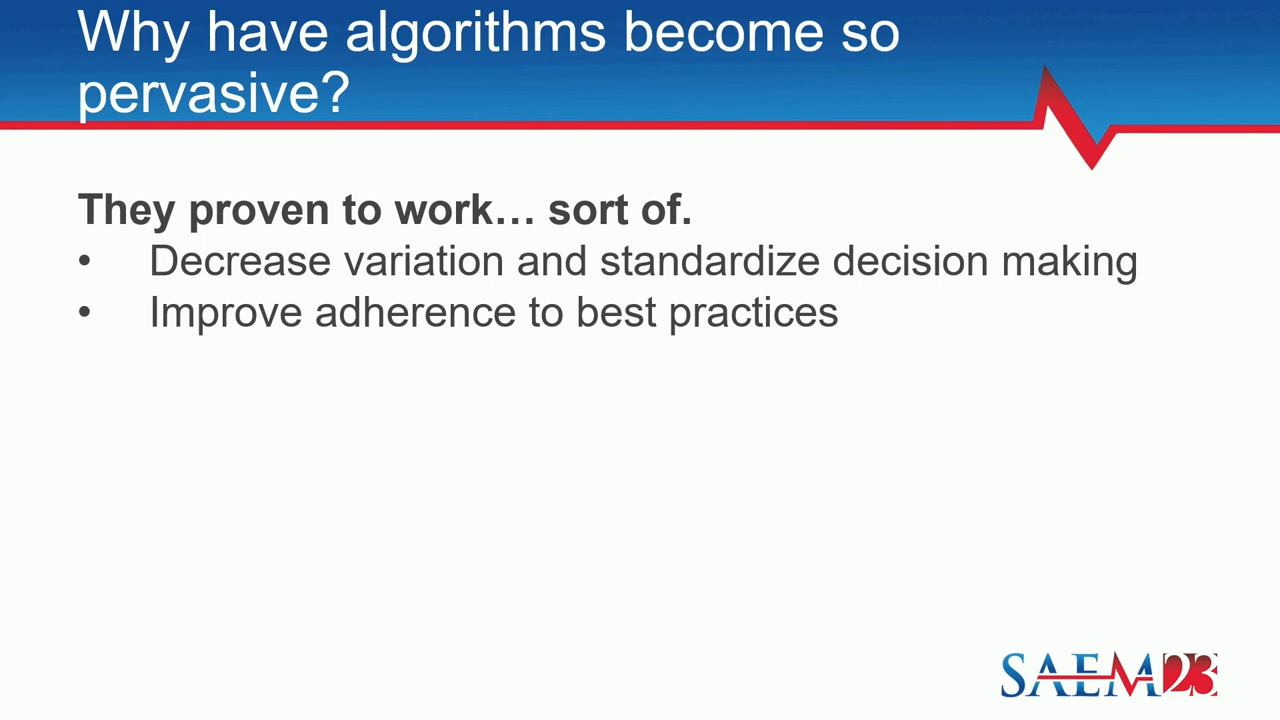 Why have algorithms become so
pervasive?
They proven to work… sort of.
• Decrease variation and standardize decision making
• Improve adherence to best practices
SAEM23